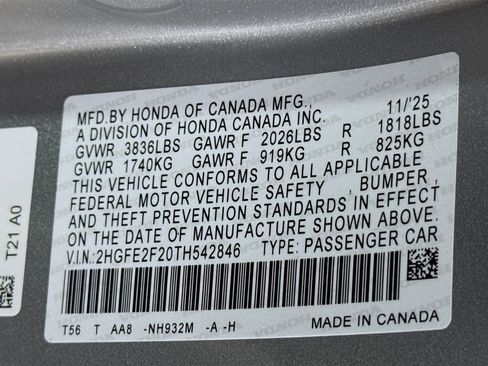 MFD.BY HONDA OF CANADA MFG., 11/'25
A DIVISION OF HONDA CANADA INC.
GVWR 3836LBS GAWR F 2026LBS R 1818LBS
GVWR 1740KG GAWR F 919KG R 825KG
THIS VEHICLE CONFORMS TO ALL APPLICABLE
FEDERAL MOTOR VEHICLE SAFETY , BUMPER ,
AND THEFT PREVENTION STANDARDS IN EFFECT
ON THE DATE OF MANUFACTURE SHOWN ABOVE.
V.I.N:2HGFE2F20TH542846 TYPE: PASSENGER CAR
T56 T AA8 -NH932M -A -H
MADE IN CANADA
T21 A0